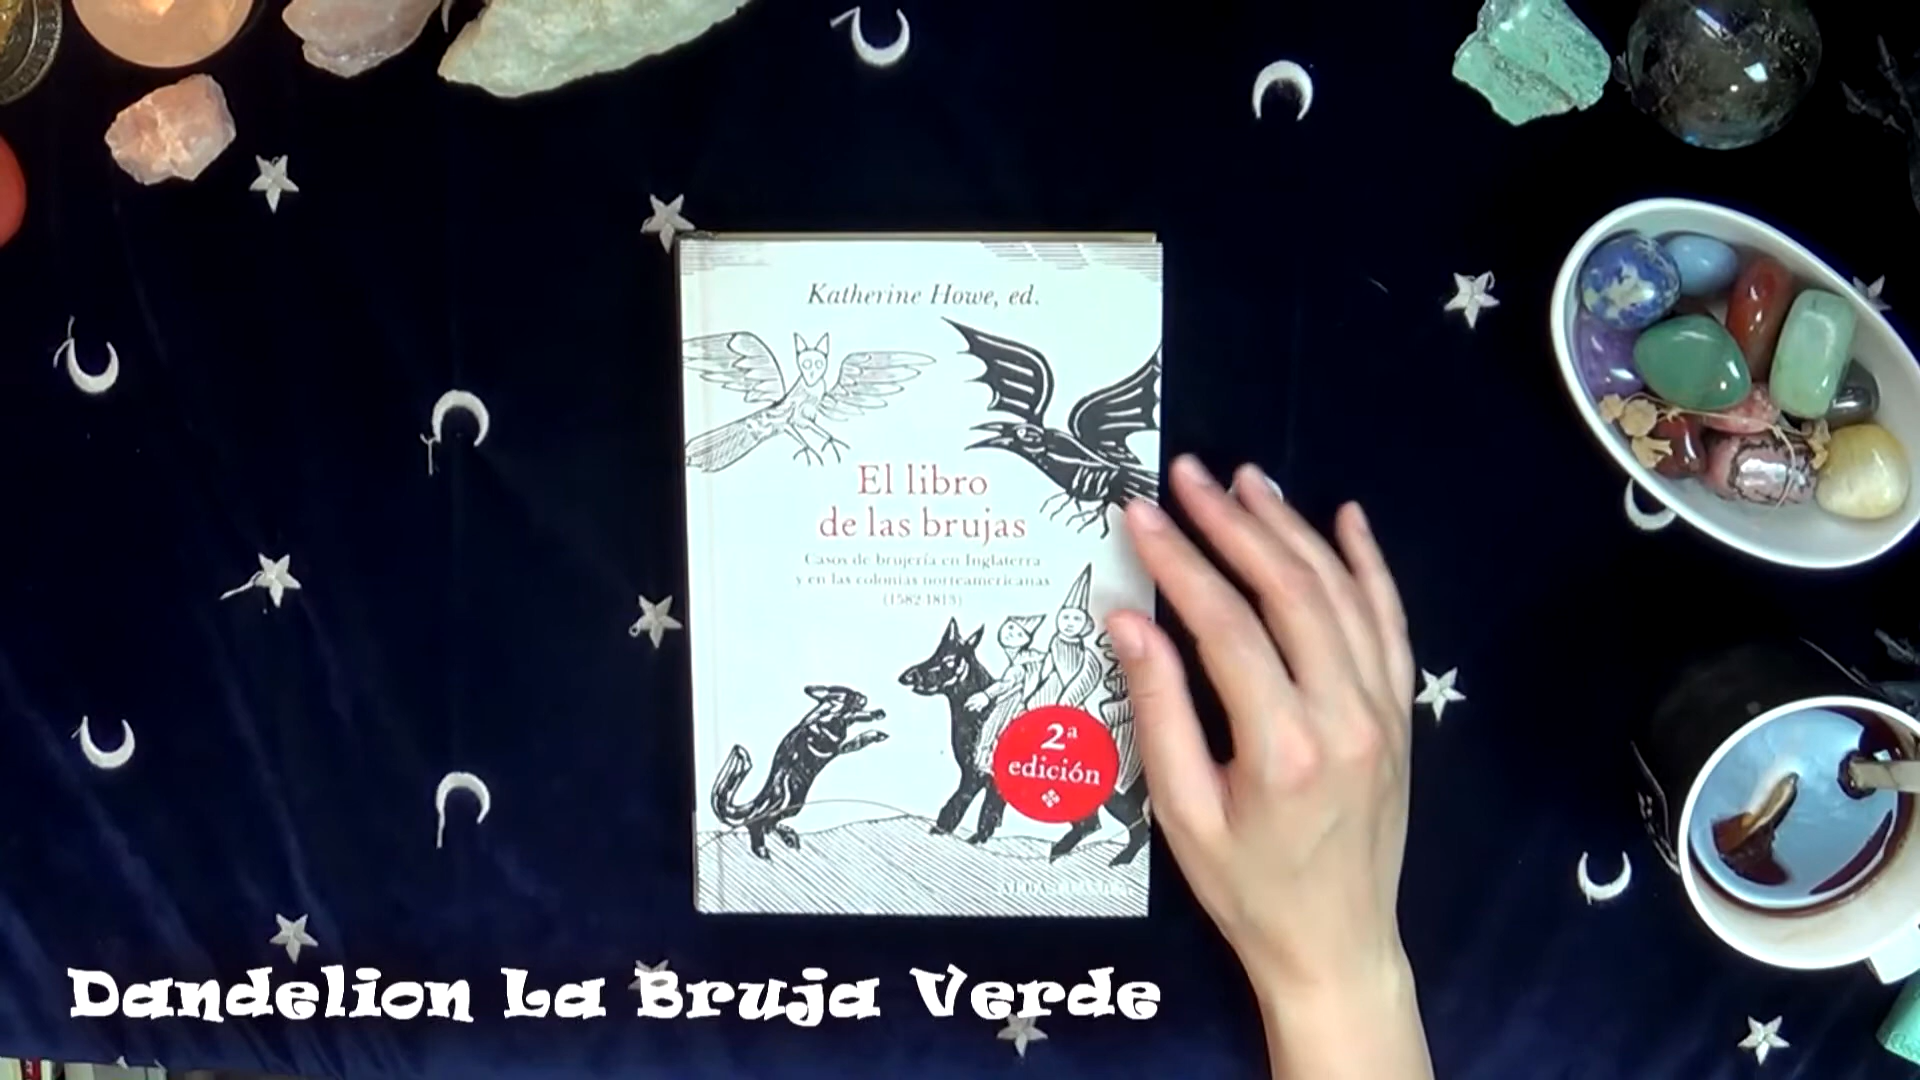 Katherine Howe, ed.
El libro
de las brujas
Casos de brujería en Inglaterra
y en las colonias norteamericanas
(1582-1813)
2ª
edición
Dandelion La Bruja Verde